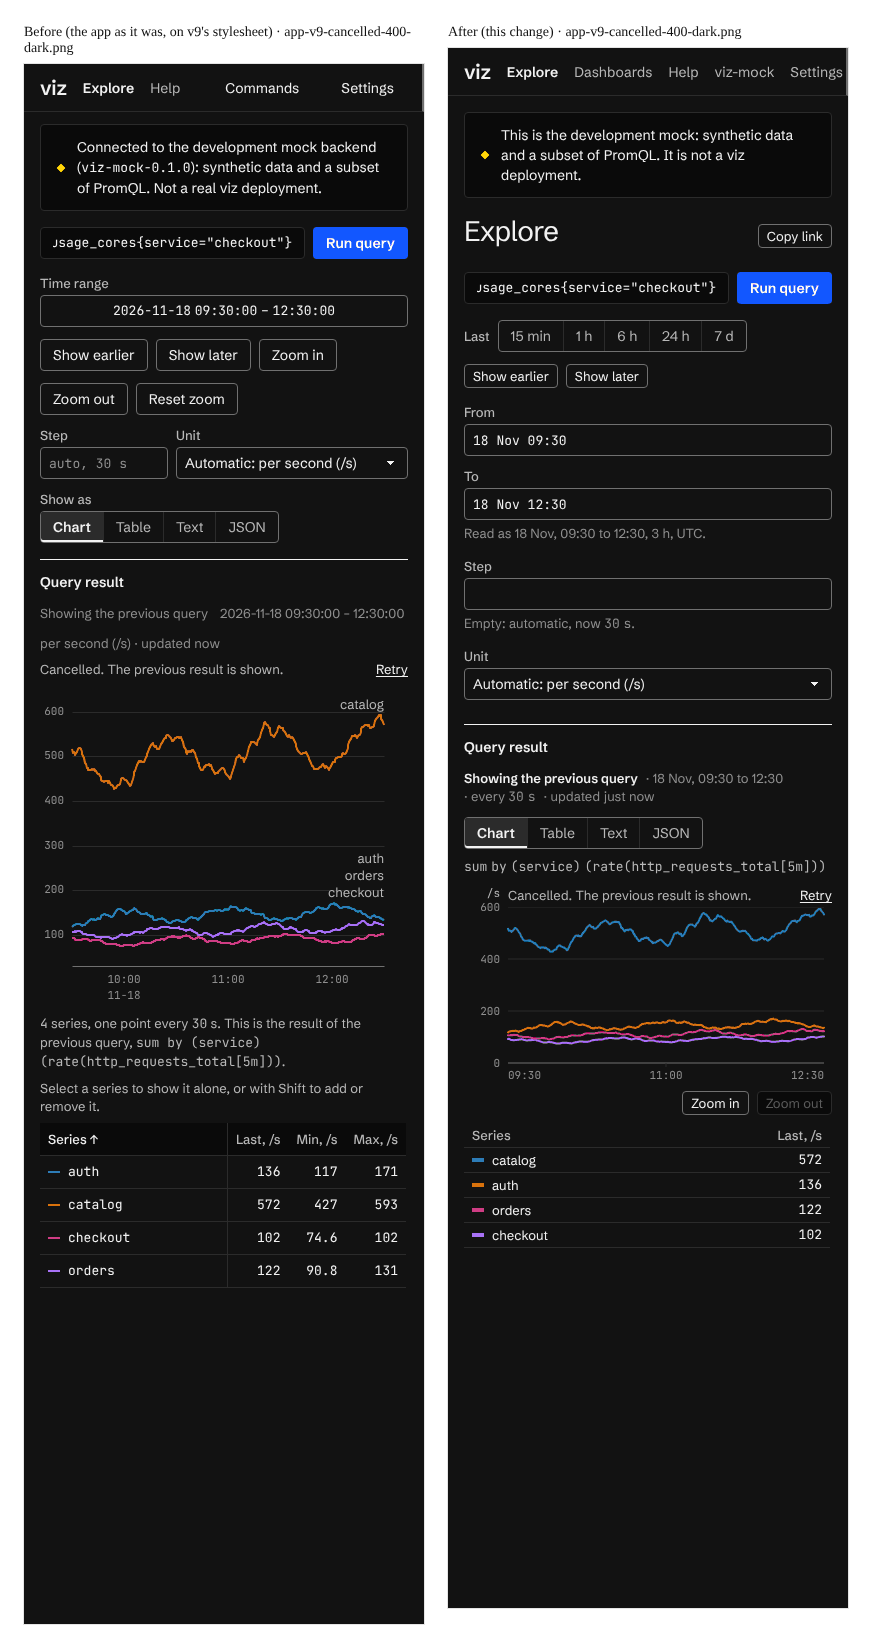 Before (the app as it was, on v9's stylesheet) · app-v9-cancelled-400-
dark.png
viz Explore Help Commands Settings
Connected to the development mock backend
(viz-mock-0.1.0): synthetic data and a subset
of PromQL. Not a real viz deployment.
usage_cores{service="checkout"} Run query
Time range
2026-11-18 09:30:00 – 12:30:00
Show earlier Show later Zoom in
Zoom out Reset zoom
Step Unit
auto, 30 s Automatic: per second (/s)
Show as
Chart Table Text JSON
Query result
Showing the previous query 2026-11-18 09:30:00 – 12:30:00
per second (/s) · updated now
Cancelled. The previous result is shown. Retry
catalog
600
500
400
300
auth
orders
200
checkout
100
10:00 11:00 12:00
11-18
4 series, one point every 30 s. This is the result of the
previous query, sum by (service)
(rate(http_requests_total[5m])).
Select a series to show it alone, or with Shift to add or
remove it.
Series ↑ Last, /s Min, /s Max, /s
auth 136 117 171
catalog 572 427 593
checkout 102 74.6 102
orders 122 90.8 131
After (this change) · app-v9-cancelled-400-dark.png
viz Explore Dashboards Help viz-mock Settings
This is the development mock: synthetic data
and a subset of PromQL. It is not a viz
deployment.
Explore Copy link
usage_cores{service="checkout"} Run query
Last 15 min 1 h 6 h 24 h 7 d
Show earlier Show later
From
18 Nov 09:30
To
18 Nov 12:30
Read as 18 Nov, 09:30 to 12:30, 3 h, UTC.
Step
Empty: automatic, now 30 s.
Unit
Automatic: per second (/s)
Query result
Showing the previous query · 18 Nov, 09:30 to 12:30
· every 30 s · updated just now
Chart Table Text JSON
sum by (service) (rate(http_requests_total[5m]))
/s Cancelled. The previous result is shown. Retry
600
400
200
0
09:30 11:00 12:30
Zoom in Zoom out
Series Last, /s
catalog 572
auth 136
orders 122
checkout 102